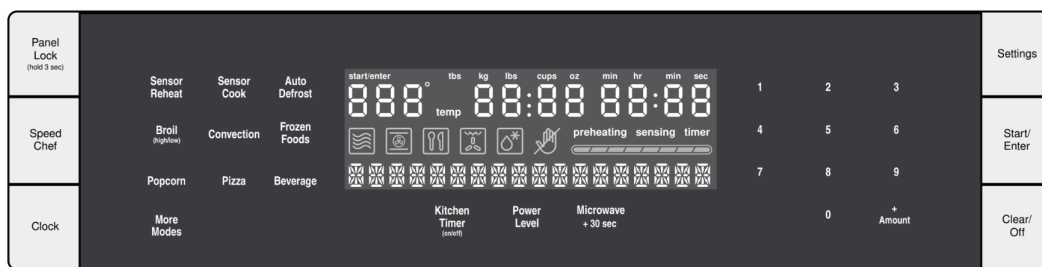 Panel
Lock
(hold 3 sec)
Speed
Chef
Clock
Sensor
Reheat
Sensor
Cook
Auto
Defrost
Broil
(high/low)
Convection
Frozen
Foods
Popcorn
Pizza
Beverage
More
Modes
start/enter
tbs kg lbs cups oz min hr min sec
888° temp 88:88 88:88
preheating sensing timer
Kitchen
Timer
(on/off)
Power
Level
Microwave
+ 30 sec
1 2 3
4 5 6
7 8 9
0
+
Amount
Settings
Start/
Enter
Clear/
Off